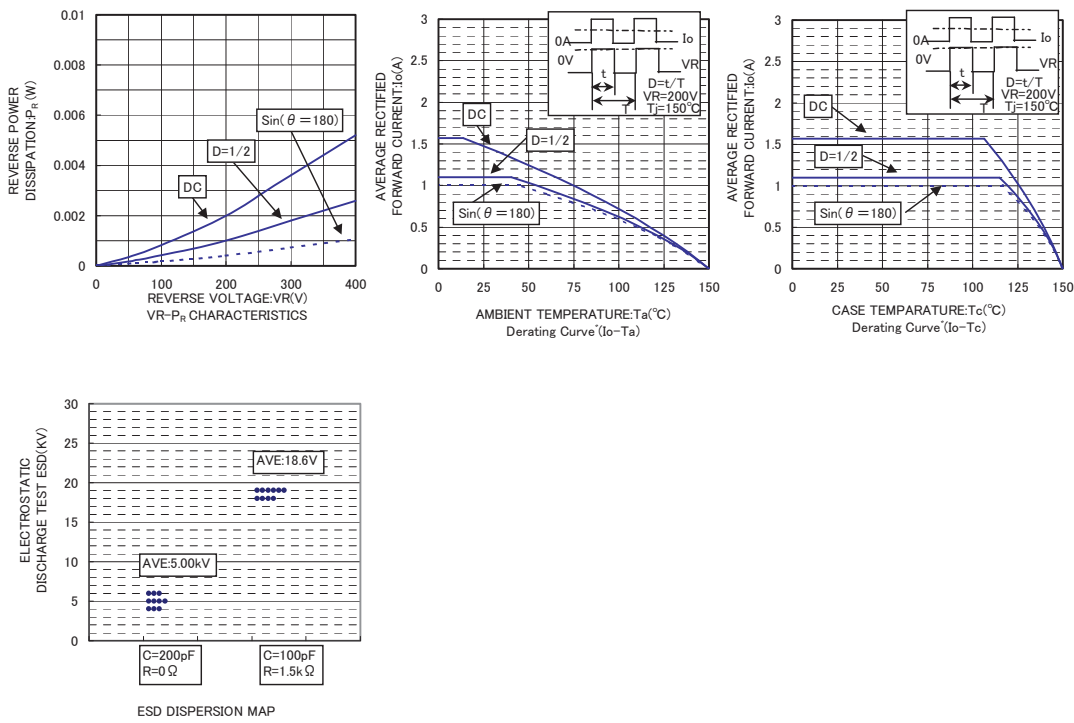 0.01
0.008
0.006
0.004
0.002
0
REVERSE POWER
DISSIPATION:PR (W)
Sin(θ=180)
D=1/2
DC
0 100 200 300 400
REVERSE VOLTAGE:VR(V)
VR-PR CHARACTERISTICS
3
2.5
2
1.5
1
0.5
0
AVERAGE RECTIFIED
FORWARD CURRENT:Io(A)
0A
Io
0V
VR
t
T
D=t/T
VR=200V
Tj=150℃
DC
D=1/2
Sin(θ=180)
0 25 50 75 100 125 150
AMBIENT TEMPERATURE:Ta(℃)
Derating Curve"(Io-Ta)
3
2.5
2
1.5
1
0.5
0
AVERAGE RECTIFIED
FORWARD CURRENT:Io(A)
0A
Io
0V
VR
t
T
D=t/T
VR=200V
Tj=150℃
DC
D=1/2
Sin(θ=180)
0 25 50 75 100 125 150
CASE TEMPARATURE:Tc(℃)
Derating Curve"(Io-Tc)
30
25
20
15
10
5
0
ELECTROSTATIC
DISCHARGE TEST ESD(KV)
AVE:18.6V
AVE:5.00kV
C=200pF
R=0Ω
C=100pF
R=1.5kΩ
ESD DISPERSION MAP